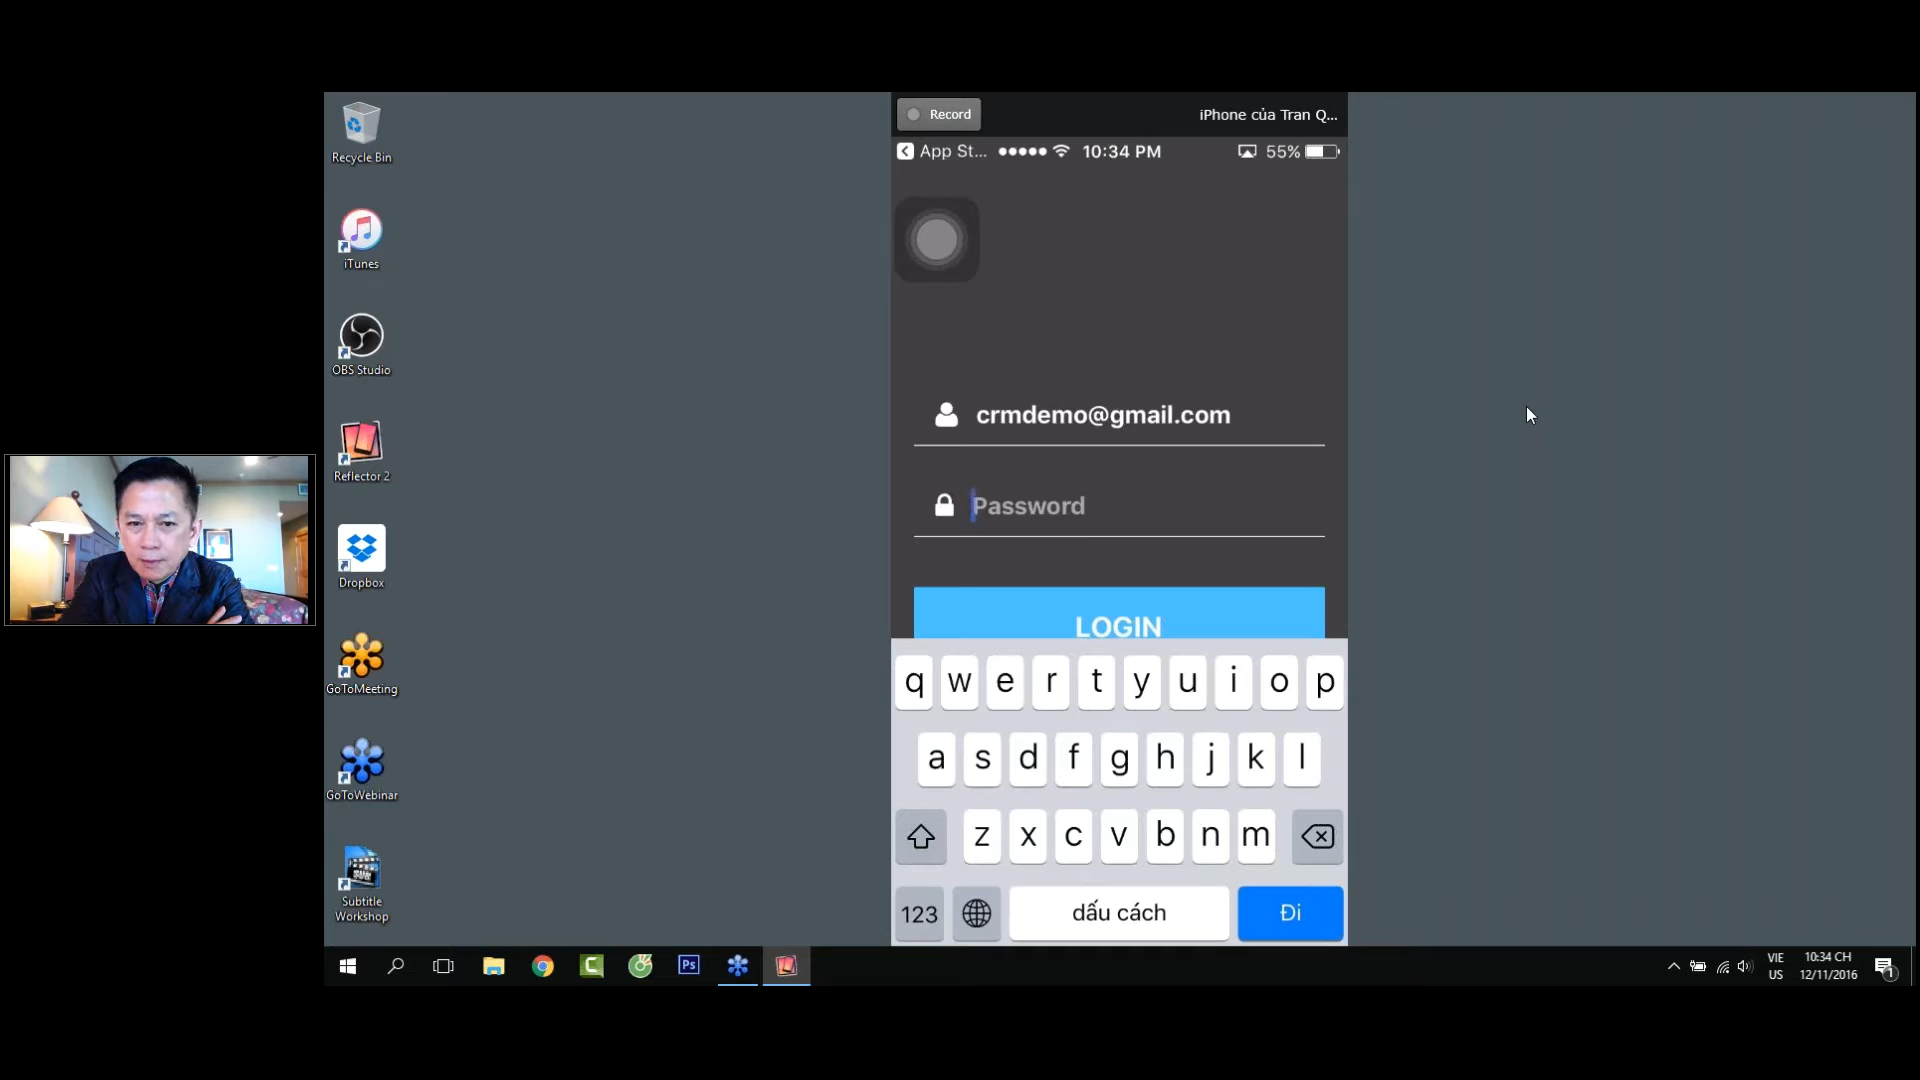 Recycle Bin
iTunes
OBS Studio
Reflector 2
Dropbox
GoToMeeting
GoToWebinar
Subtitle
Workshop
Record
iPhone của Tran Q...
App St...
10:34 PM
55%
crmdemo@gmail.com
Password
LOGIN
q w e r t y u i o p
a s d f g h j k l
z x c v b n m
123
dấu cách
Đi
Ps
VIE
US
10:34 CH
12/11/2016
1